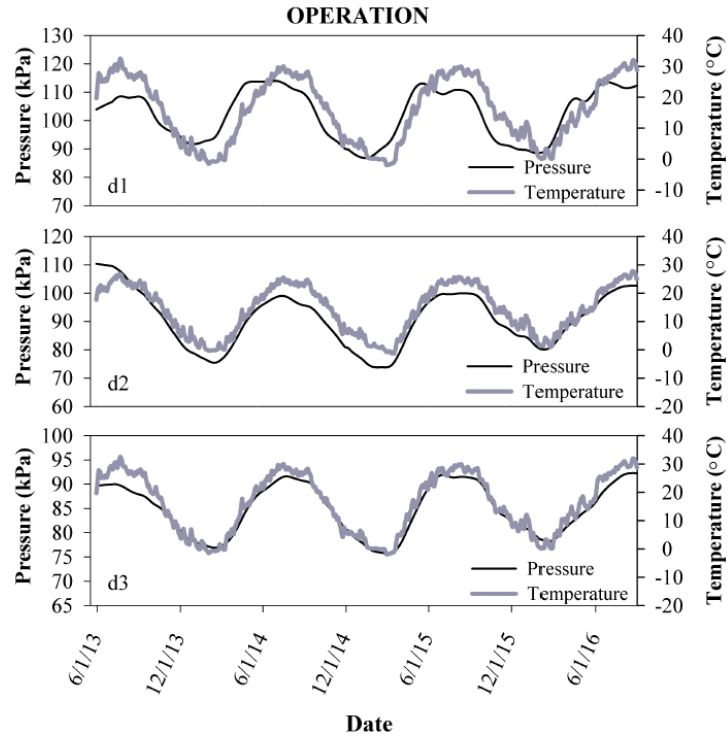 OPERATION
Pressure (kPa)
130
120
110
100
90
80
70
40
30
20
10
0
-10
Temperature (°C)
d1
Pressure
Temperature
Pressure (kPa)
120
110
100
90
80
70
60
40
30
20
10
0
-10
-20
Temperature (°C)
d2
Pressure
Temperature
Pressure (kPa)
100
95
90
85
80
75
70
65
40
30
20
10
0
-10
-20
Temperature (°C)
d3
Pressure
Temperature
6/1/13
12/1/13
6/1/14
12/1/14
6/1/15
12/1/15
6/1/16
Date